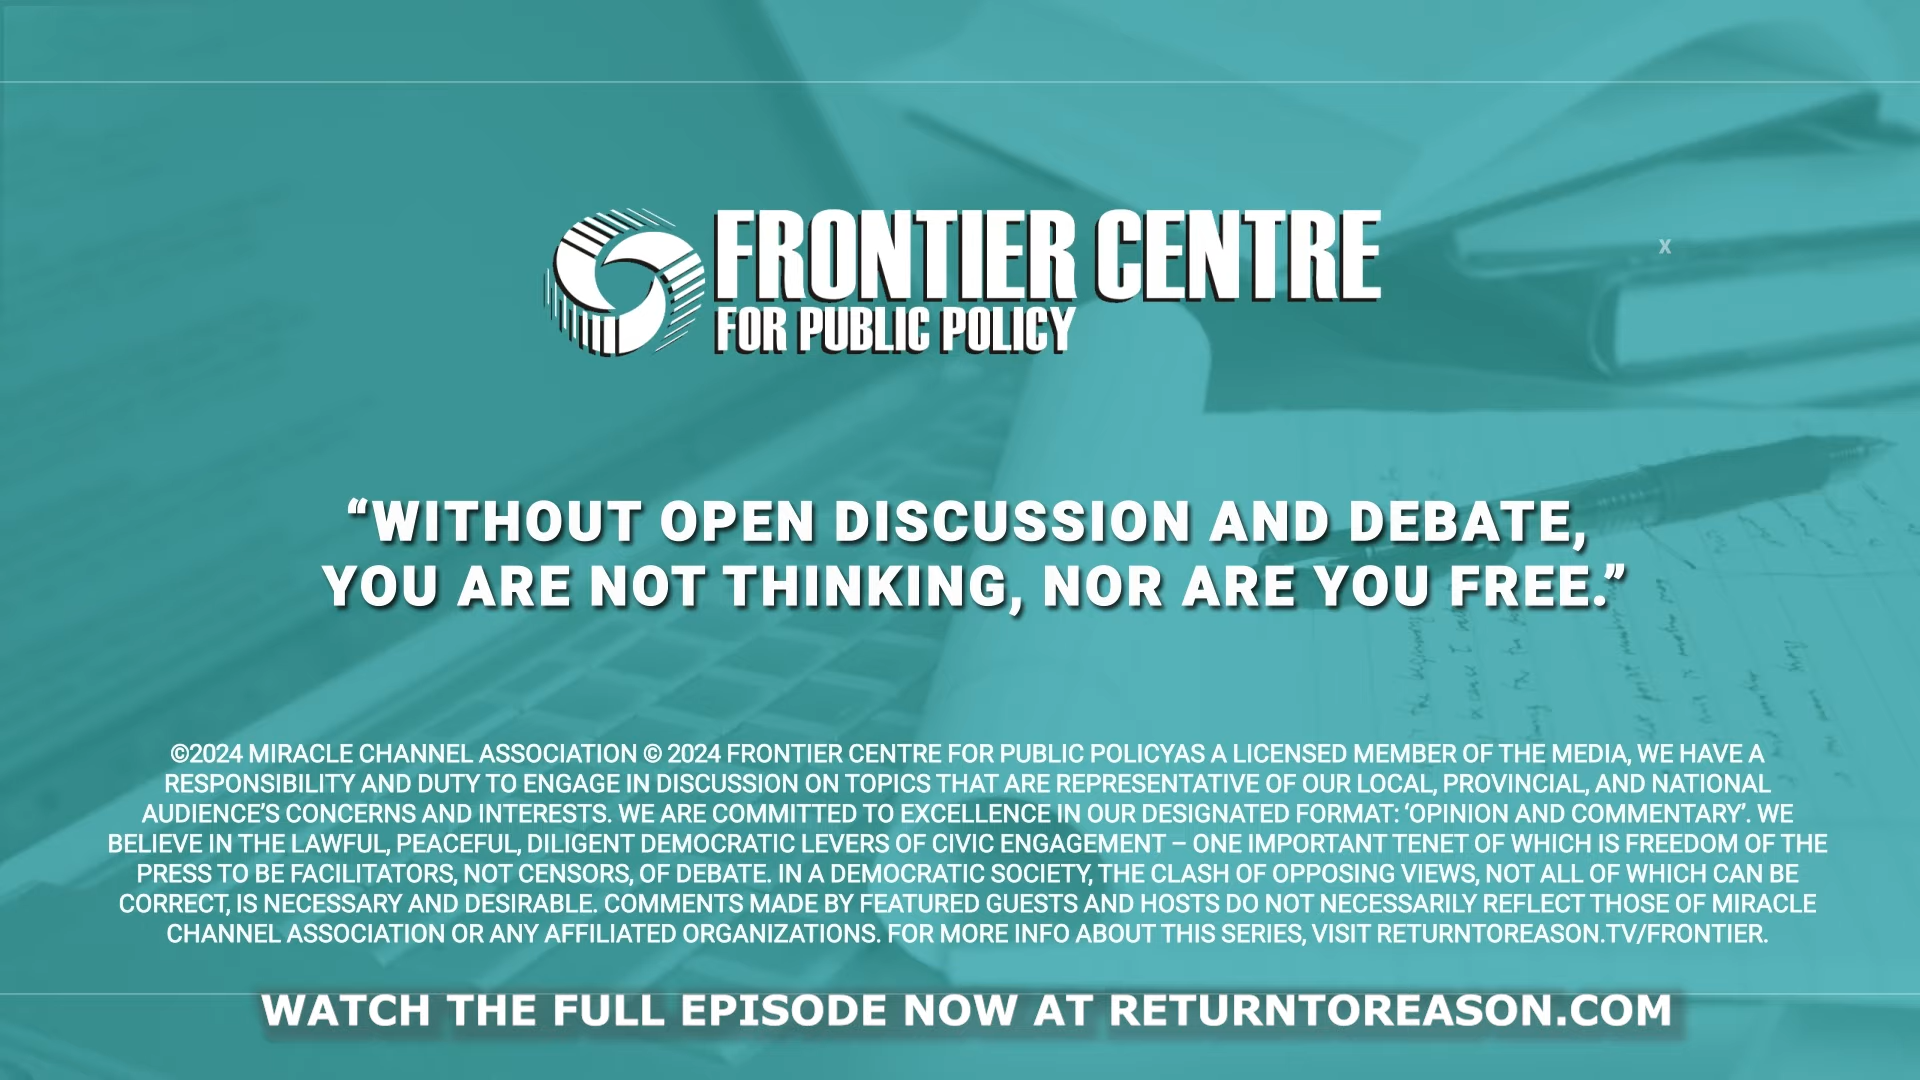 FRONTIER CENTRE
FOR PUBLIC POLICY
x
“WITHOUT OPEN DISCUSSION AND DEBATE,
YOU ARE NOT THINKING, NOR ARE YOU FREE.”
©2024 MIRACLE CHANNEL ASSOCIATION © 2024 FRONTIER CENTRE FOR PUBLIC POLICYAS A LICENSED MEMBER OF THE MEDIA, WE HAVE A
RESPONSIBILITY AND DUTY TO ENGAGE IN DISCUSSION ON TOPICS THAT ARE REPRESENTATIVE OF OUR LOCAL, PROVINCIAL, AND NATIONAL
AUDIENCE’S CONCERNS AND INTERESTS. WE ARE COMMITTED TO EXCELLENCE IN OUR DESIGNATED FORMAT: ‘OPINION AND COMMENTARY’. WE
BELIEVE IN THE LAWFUL, PEACEFUL, DILIGENT DEMOCRATIC LEVERS OF CIVIC ENGAGEMENT – ONE IMPORTANT TENET OF WHICH IS FREEDOM OF THE
PRESS TO BE FACILITATORS, NOT CENSORS, OF DEBATE. IN A DEMOCRATIC SOCIETY, THE CLASH OF OPPOSING VIEWS, NOT ALL OF WHICH CAN BE
CORRECT, IS NECESSARY AND DESIRABLE. COMMENTS MADE BY FEATURED GUESTS AND HOSTS DO NOT NECESSARILY REFLECT THOSE OF MIRACLE
CHANNEL ASSOCIATION OR ANY AFFILIATED ORGANIZATIONS. FOR MORE INFO ABOUT THIS SERIES, VISIT RETURNTOREASON.TV/FRONTIER.
WATCH THE FULL EPISODE NOW AT RETURNTOREASON.COM